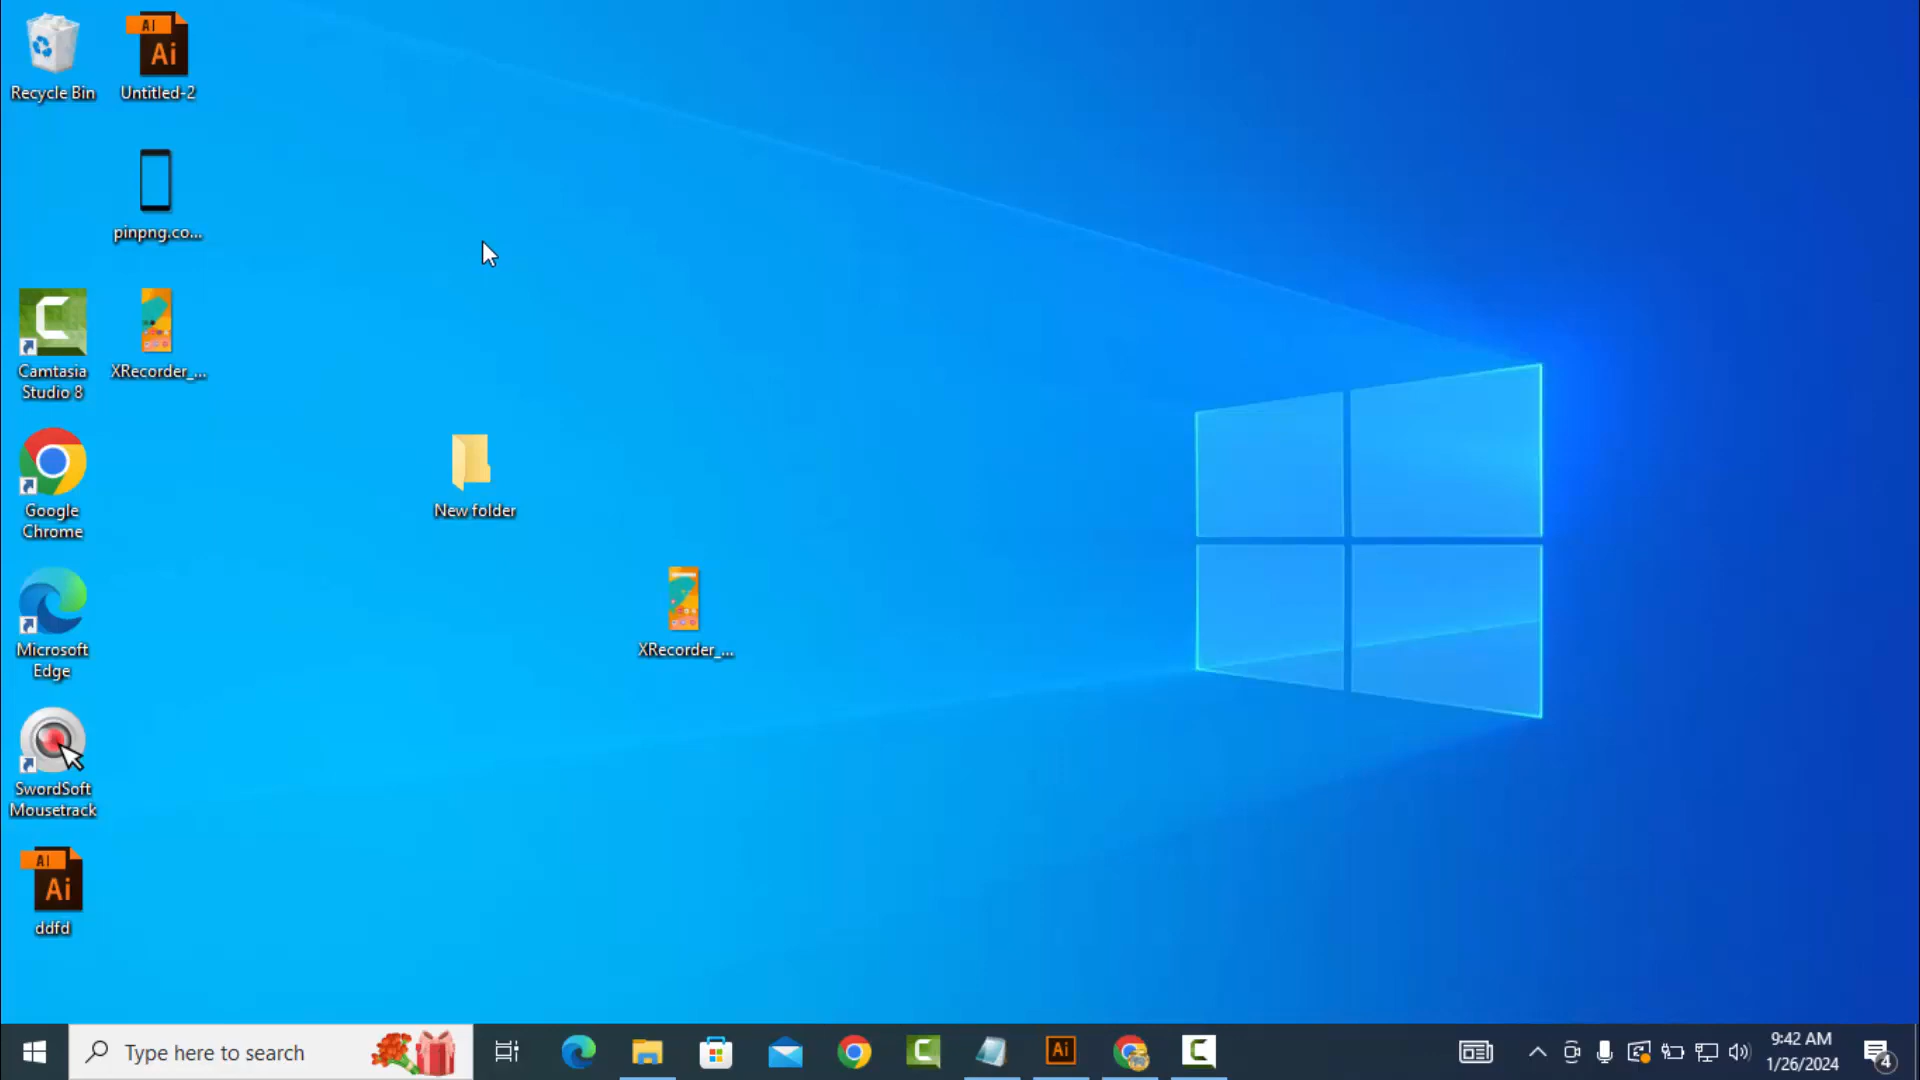 Recycle Bin
AI
Ai
Untitled-2
pinpng.co...
Camtasia
Studio 8
XRecorder_...
Google
Chrome
New folder
XRecorder_...
Microsoft
Edge
SwordSoft
Mousetrack
AI
Ai
ddfd
Type here to search
Ai
9:42 AM
1/26/2024
4